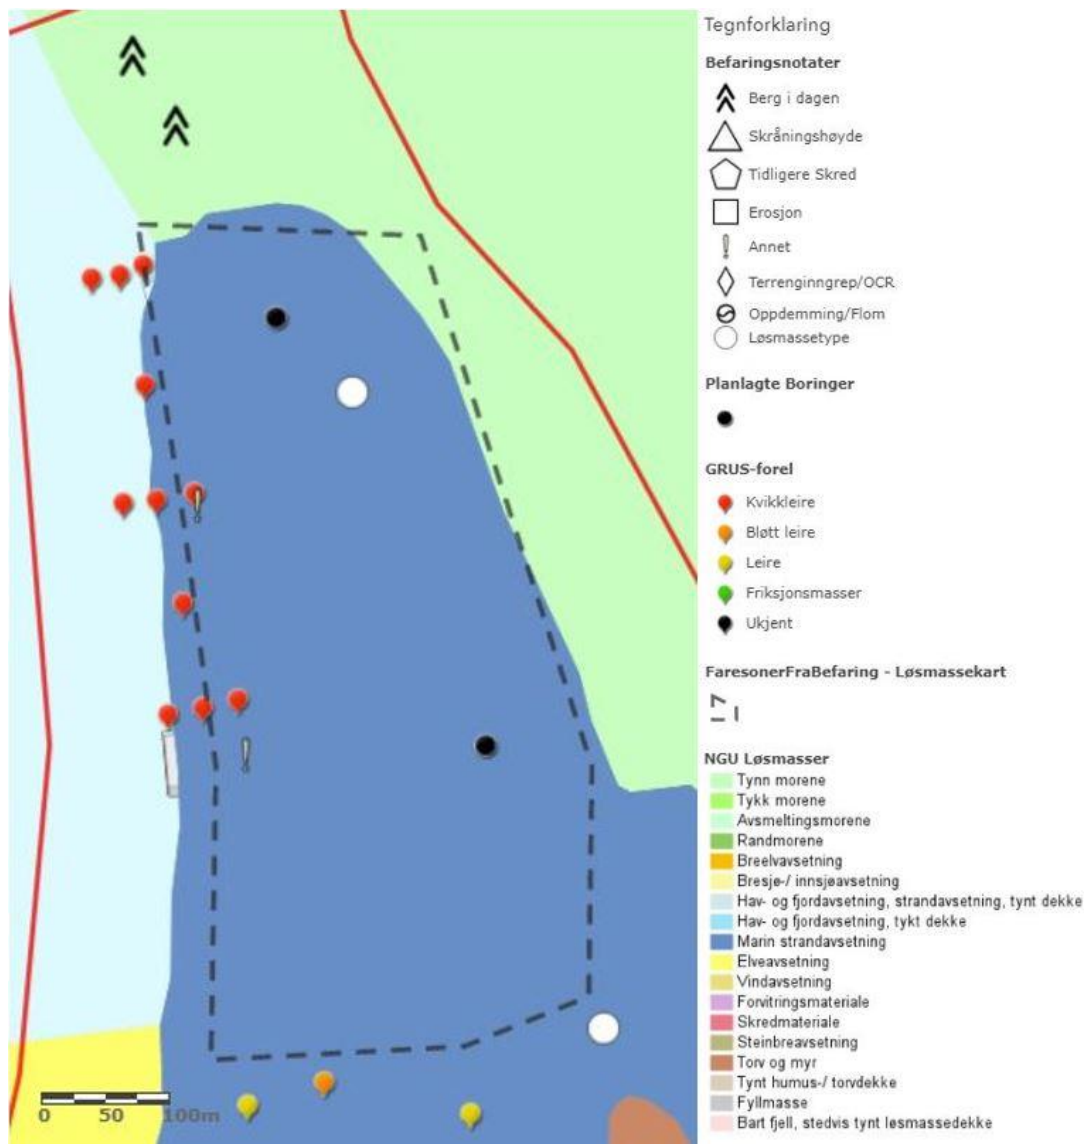 Tegnforklaring
Befaringsnotater
Berg i dagen
Skråningshøyde
Tidligere Skred
Erosjon
Annet
Terrenginngrep/OCR
Oppdemming/Flom
Løsmassetype
Planlagte Boringer
GRUS-forel
Kvikkleire
Bløtt leire
Leire
Friksjonsmasser
Ukjent
FaresonerFraBefaring - Løsmassekart
NGU Løsmasser
Tynn morene
Tykk morene
Avsmeltingsmorene
Randmorene
Breelvavsetning
Bresjø-/ innsjøavsetning
Hav- og fjordavsetning, strandavsetning, tynt dekke
Hav- og fjordavsetning, tykt dekke
Marin strandavsetning
Elveavsetning
Vindavsetning
Forvitringsmateriale
Skredmateriale
Steinbreavsetning
Torv og myr
Tynt humus-/ torvdekke
Fyllmasse
Bart fjell, stedvis tynt løsmassedekke
0 50 100m